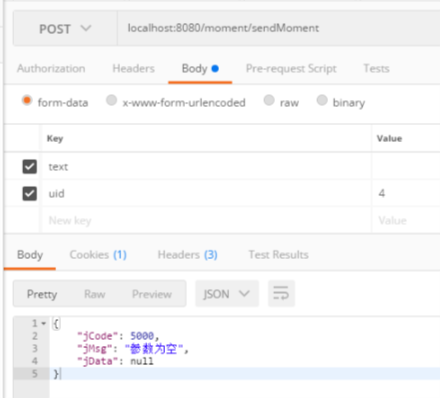 POST localhost:8080/moment/sendMoment
Authorization Headers Body Pre-request Script Tests
form-data x-www-form-urlencoded raw binary
Key Value
text
uid 4
New key Value
Body Cookies (1) Headers (3) Test Results
Pretty Raw Preview JSON
1 {
2 "jCode": 5000,
3 "jMsg": "参数为空",
4 "jData": null
5 }